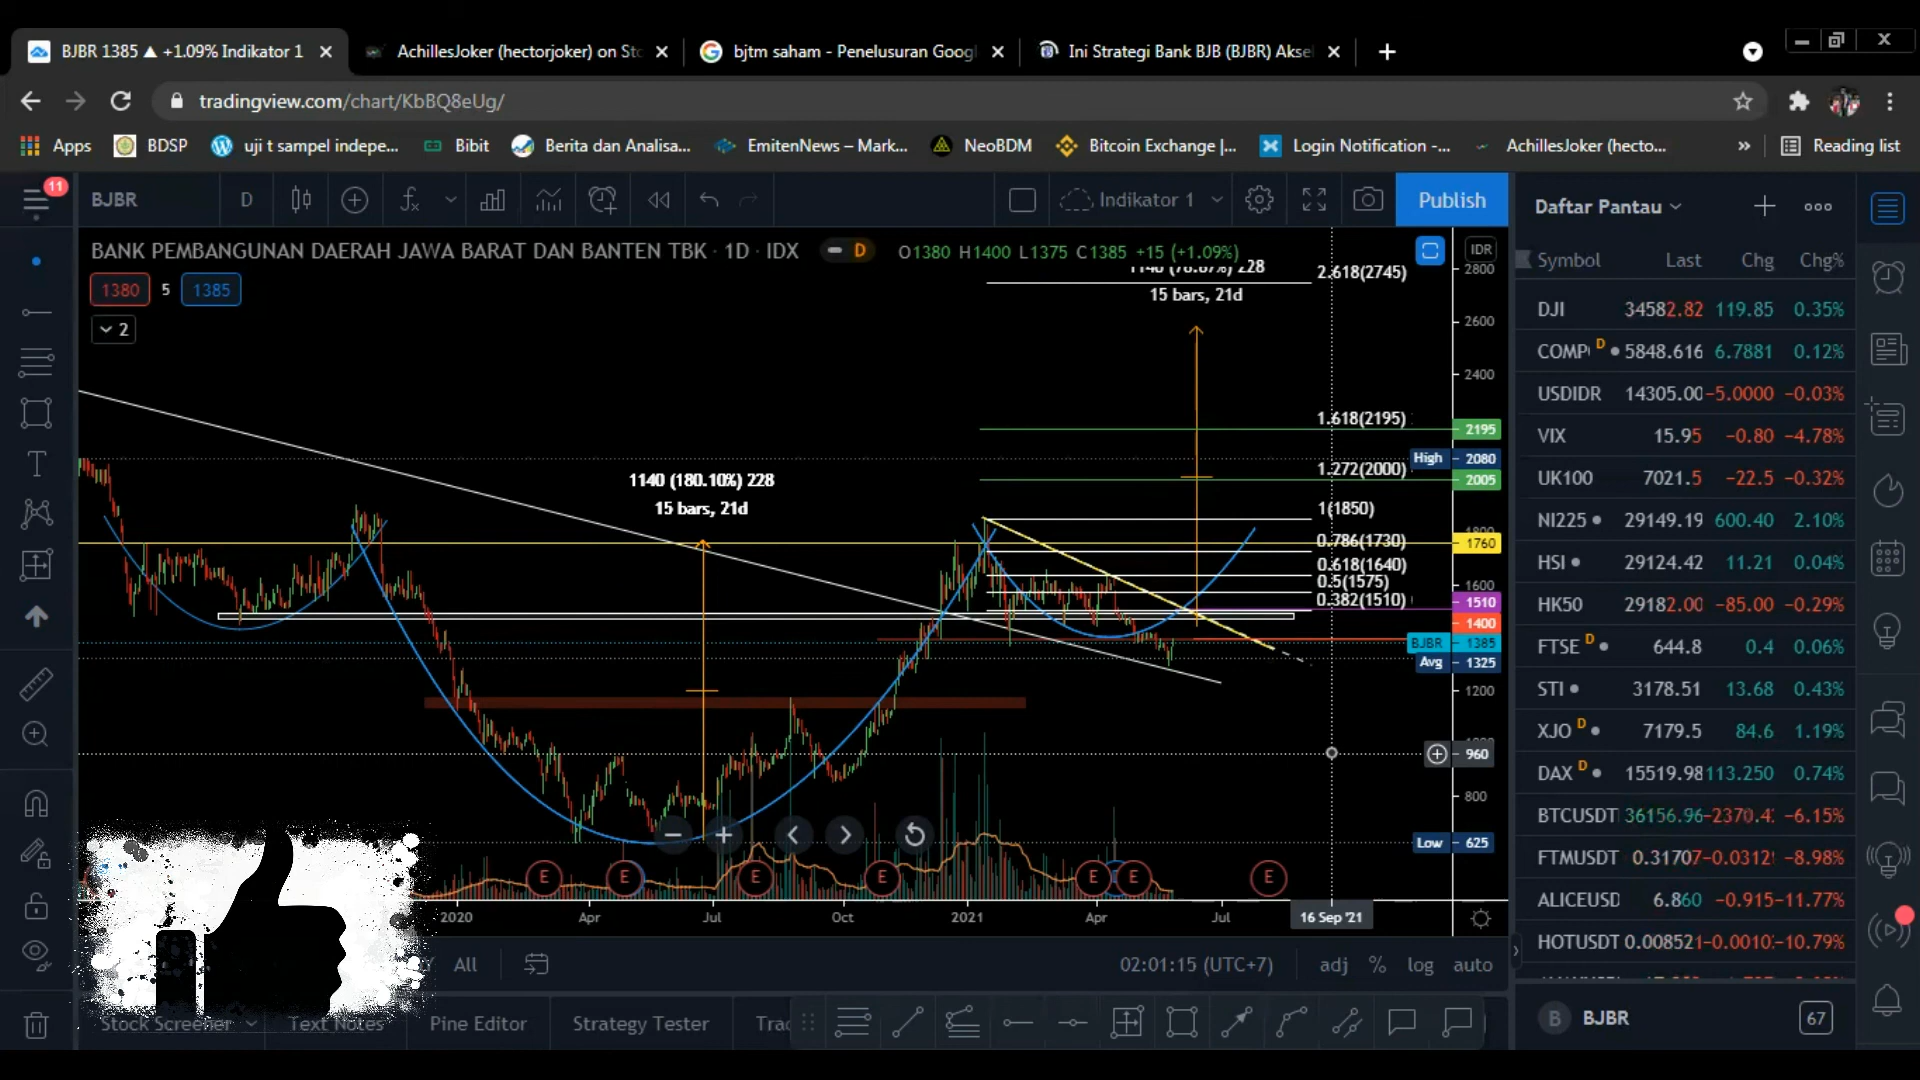 BJBR 1385 ▲ +1.09% Indikator 1
AchillesJoker (hectorjoker) on Sto
bjtm saham - Penelusuran Googl
Ini Strategi Bank BJB (BJBR) Akse
tradingview.com/chart/KbBQ8eUg/
Apps
BDSP
uji t sampel indepe...
Bibit
Berita dan Analisa...
EmitenNews – Mark...
NeoBDM
Bitcoin Exchange |...
Login Notification -...
AchillesJoker (hecto...
»
Reading list
11
BJBR
D
Indikator 1
Publish
Daftar Pantau
BANK PEMBANGUNAN DAERAH JAWA BARAT DAN BANTEN TBK · 1D · IDX
D
O1380 H1400 L1375 C1385 +15 (+1.09%)
IDR
1380
5
1385
2
15 bars, 21d
2.618(2745)
1.618(2195)
1.272(2000)
1(1850)
0.786(1730)
0.618(1640)
0.5(1575)
0.382(1510)
1140 (180.10%) 228
15 bars, 21d
2800
2600
2400
2195
High 2080
2005
1760
1600
1510
1400
BJBR 1385
Avg 1325
1200
960
800
Low 625
E
E
E
E
E
E
E
2020
Apr
Jul
Oct
2021
Apr
Jul
16 Sep '21
All
02:01:15 (UTC+7)
adj
%
log
auto
Stock Screener
Text Notes
Pine Editor
Strategy Tester
Symbol Last Chg Chg%
DJI 34582.82 119.85 0.35%
COMP D 5848.616 6.7881 0.12%
USDIDR 14305.00 −5.0000 −0.03%
VIX 15.95 −0.80 −4.78%
UK100 7021.5 −22.5 −0.32%
NI225 29149.19 600.40 2.10%
HSI 29124.42 11.21 0.04%
HK50 29182.00 −85.00 −0.29%
FTSE D 644.8 0.4 0.06%
STI 3178.51 13.68 0.43%
XJO D 7179.5 84.6 1.19%
DAX D 15519.98 113.250 0.74%
BTCUSDT 36156.96 −2370.4 −6.15%
FTMUSDT 0.31707 −0.0312 −8.98%
ALICEUSD 6.860 −0.915 −11.77%
HOTUSDT 0.008521 −0.0010 −10.79%
B BJBR
67